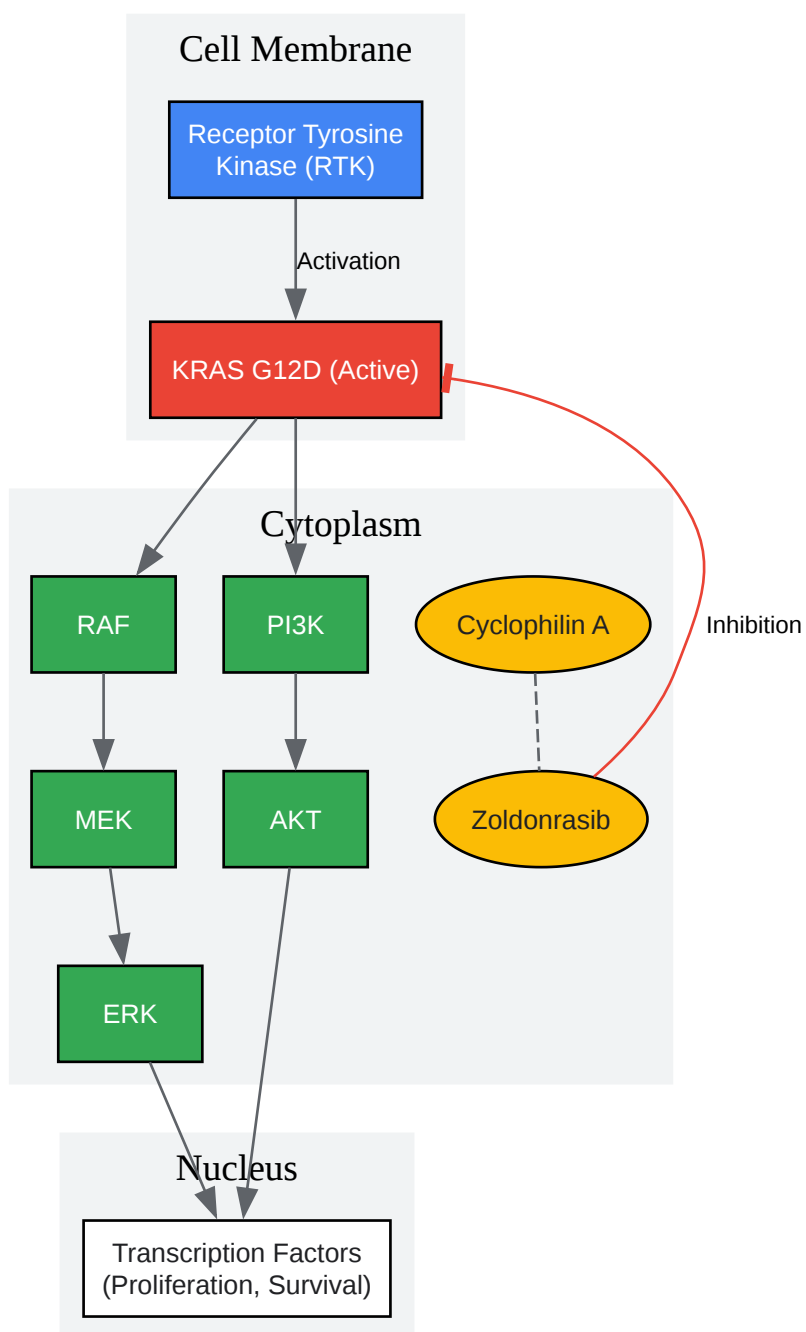 Cell Membrane
Receptor Tyrosine
Kinase (RTK)
Activation
KRAS G12D (Active)
Cytoplasm
RAF
PI3K
Cyclophilin A
Inhibition
MEK
AKT
Zoldonrasib
ERK
Nucleus
Transcription Factors
(Proliferation, Survival)